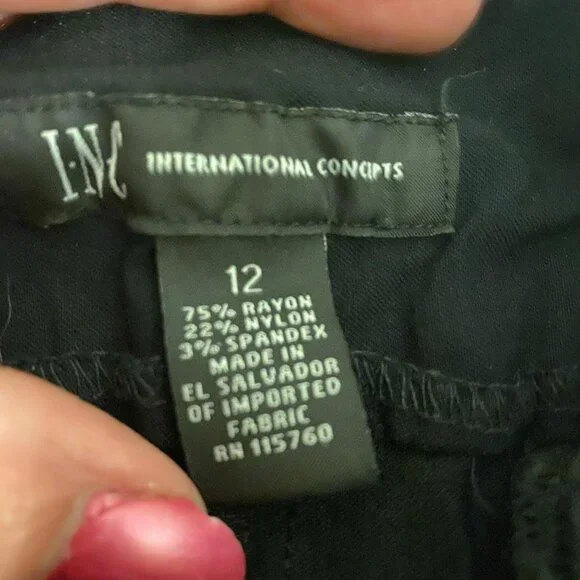 I·N·C INTERNATIONAL CONCEPTS
12
75% RAYON
22% NYLON
3% SPANDEX
MADE IN
EL SALVADOR
OF IMPORTED
FABRIC
RN 115760